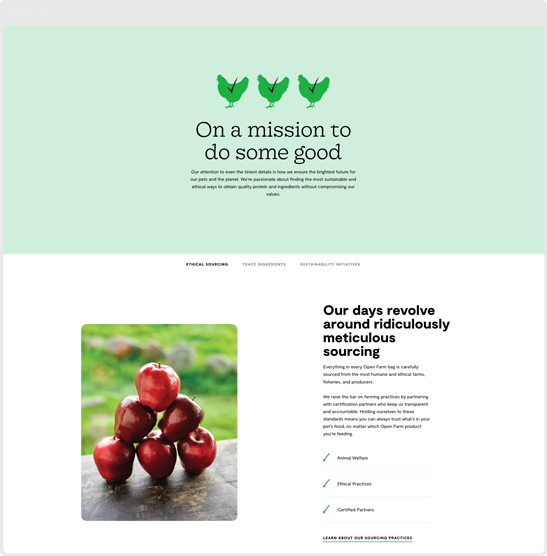 On a mission to
do some good
Our attention to even the tiniest details is how we ensure the brightest future for
our pets and the planet. We're passionate about finding the most sustainable and
ethical ways to obtain quality protein and ingredients without compromising our
values.
ETHICAL SOURCING TRACE INGREDIENTS SUSTAINABILITY INITIATIVES
Our days revolve
around ridiculously
meticulous
sourcing
Everything in every Open Farm bag is carefully
sourced from the most humane and ethical farms,
fisheries, and producers.
We raise the bar on farming practices by partnering
with certification partners who keep us transparent
and accountable. Holding ourselves to these
standards means you can always trust what's in your
pet's food, no matter which Open Farm product
you're feeding.
Animal Welfare
Ethical Practices
Certified Partners
LEARN ABOUT OUR SOURCING PRACTICES